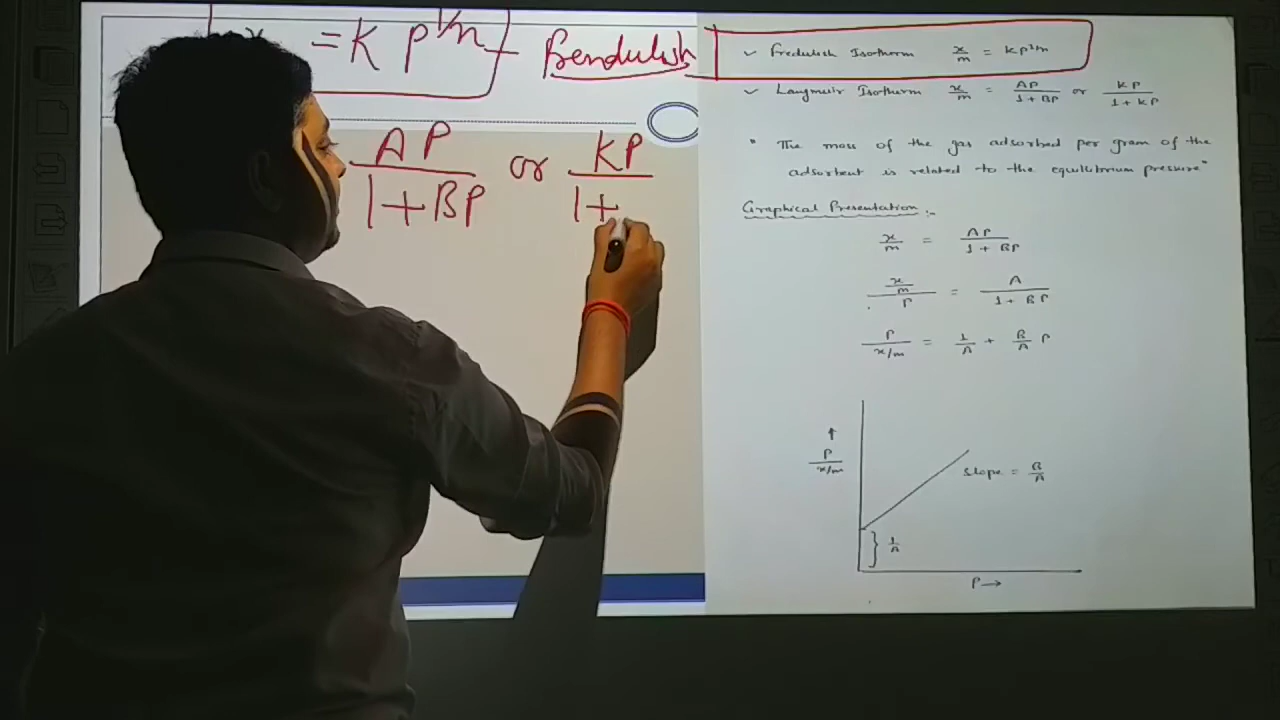 = K P^1/n Bendulish
AP/1+BP or KP/1+
✓ Fredulish Isotherm x/m = KP^1/n
✓ Langmuir Isotherm x/m = AP/1+BP or KP/1+KP
" The mass of the gas adsorbed per gram of the
adsorbent is related to the equilibrium pressure"
Graphical Presentation :-
x/m = AP/1+BP
x/m/P = A/1+BP
P/x/m = 1/A + B/A P
↑
P/x/m
slope = B/A
} 1/A
P→